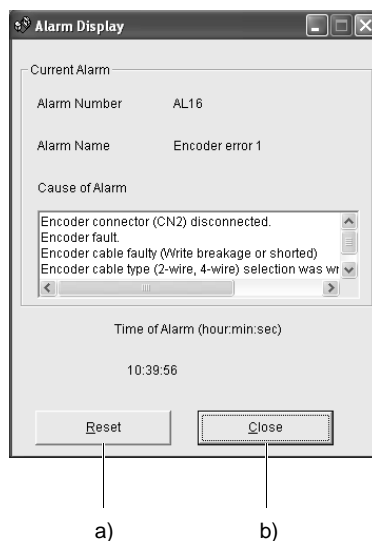 Alarm Display
Current Alarm
Alarm Number AL16
Alarm Name Encoder error 1
Cause of Alarm
Encoder connector (CN2) disconnected.
Encoder fault.
Encoder cable faulty (Write breakage or shorted)
Encoder cable type (2-wire, 4-wire) selection was wr
Time of Alarm (hour:min:sec)
10:39:56
Reset Close
a) b)